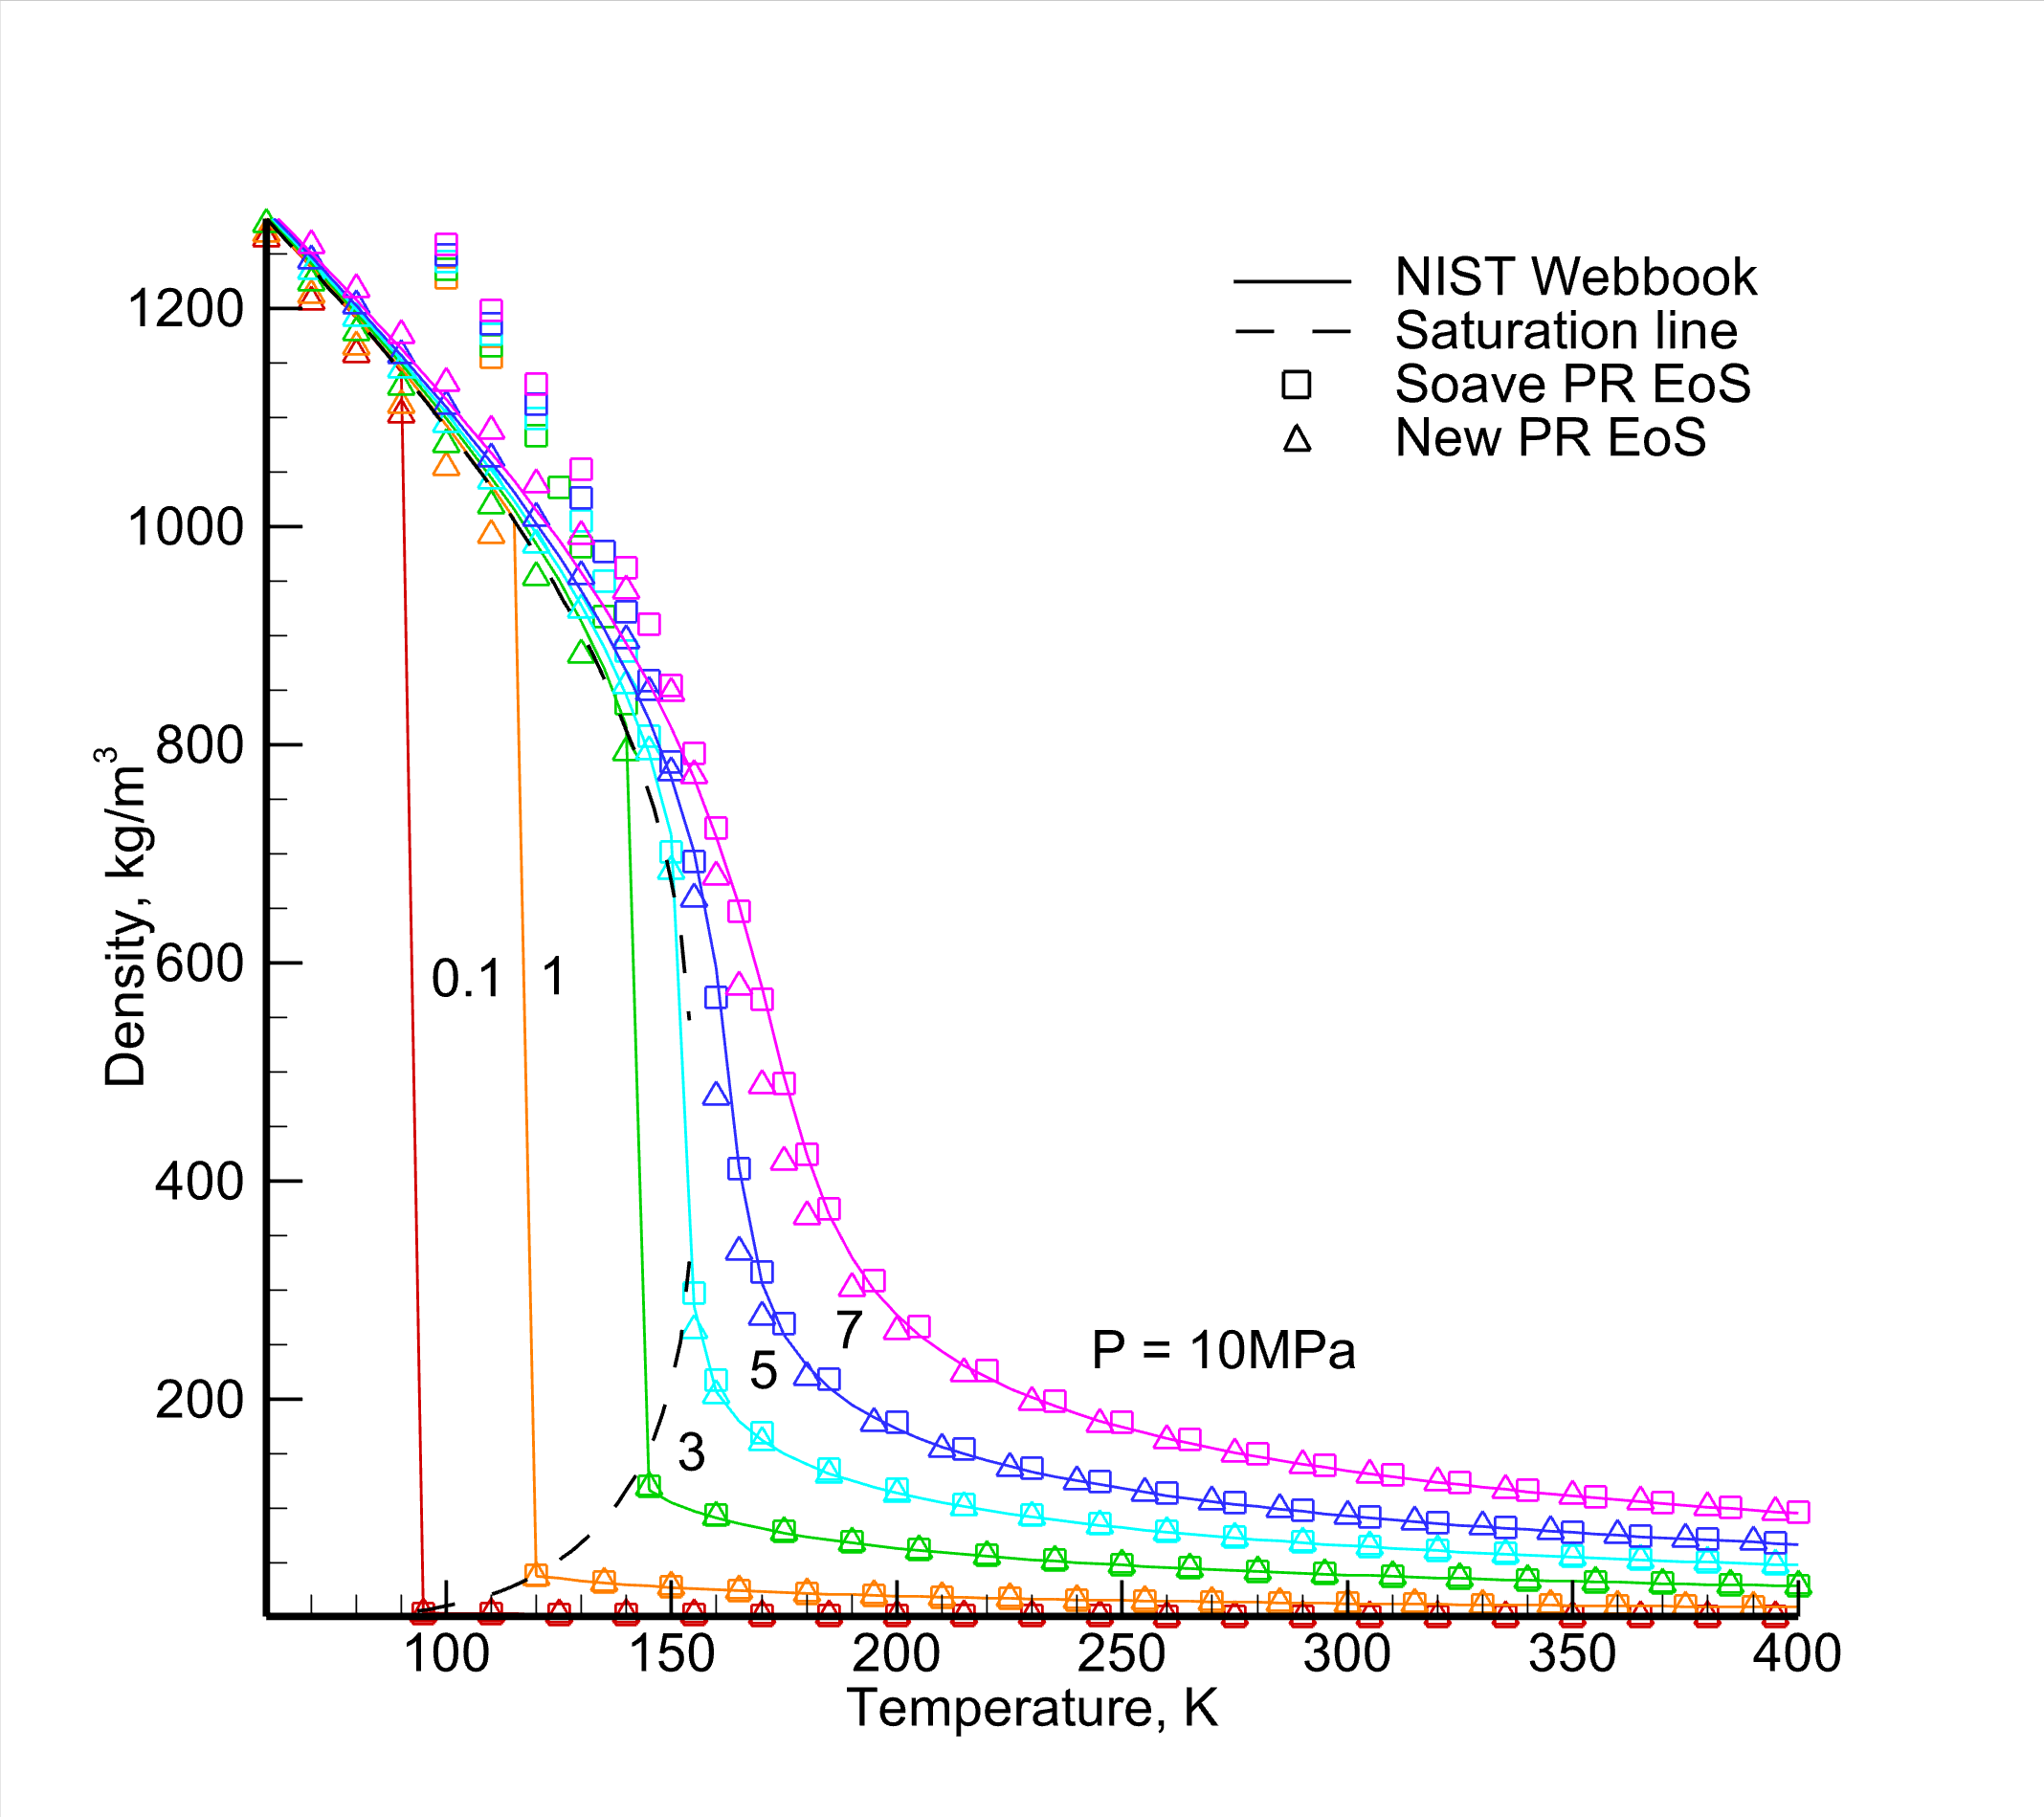 NIST Webbook
Saturation line
Soave PR EoS
New PR EoS
1200
1000
800
600
400
200
Density, kg/m³
0.1
1
3
5
7
P = 10MPa
100 150 200 250 300 350 400
Temperature, K